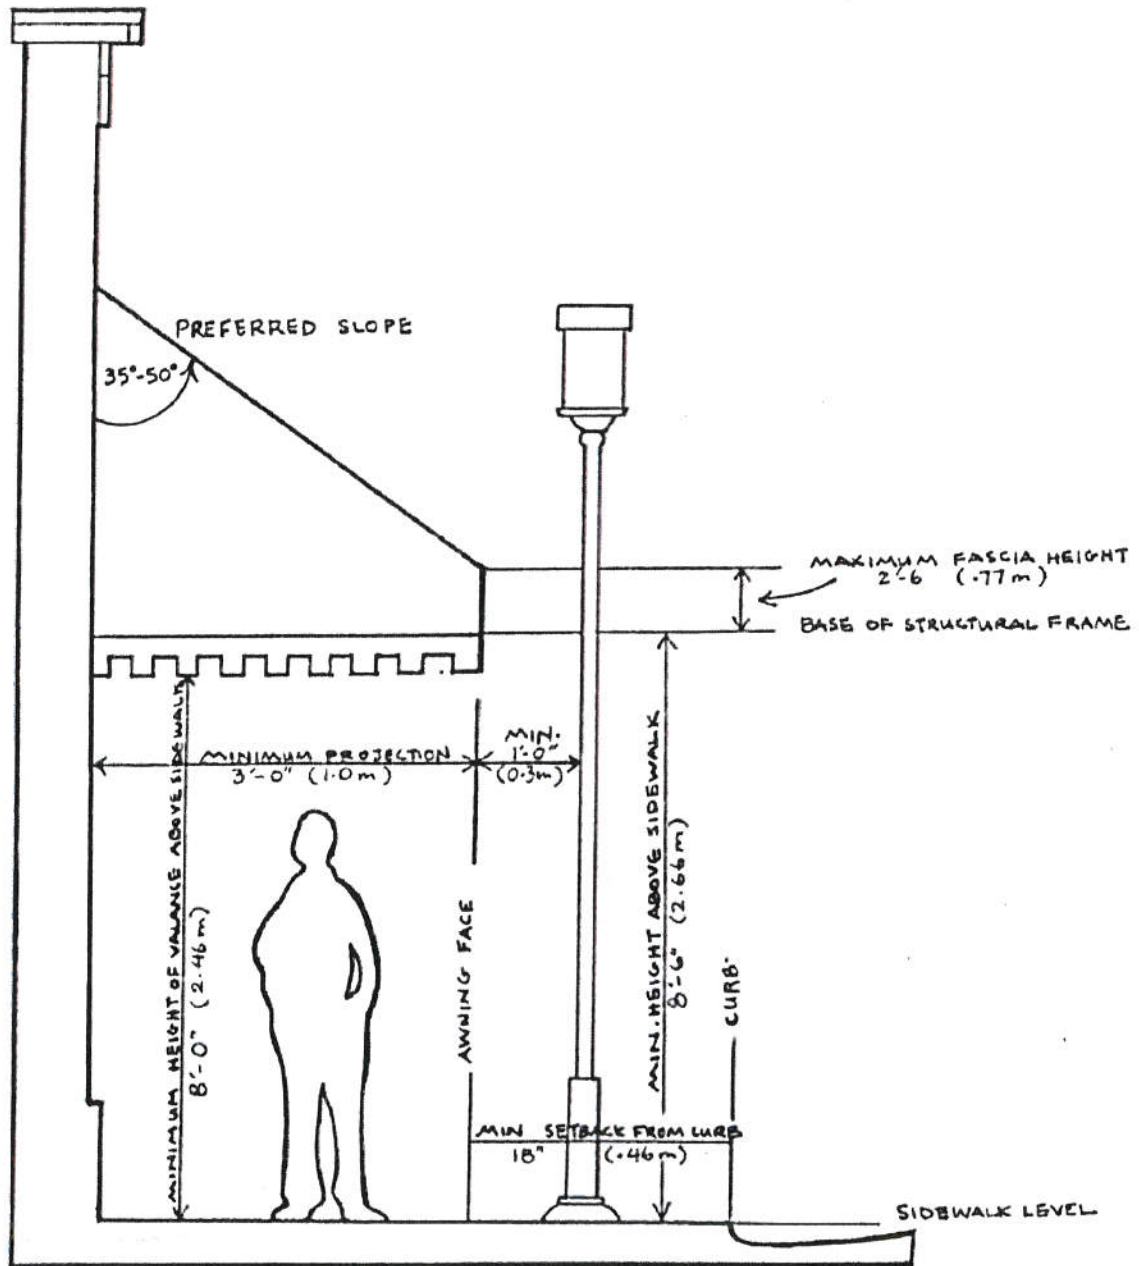 PREFERRED SLOPE
35°-50°
MAXIMUM FASCIA HEIGHT
2'-6 (.77m)
BASE OF STRUCTURAL FRAME
MINIMUM HEIGHT OF VALANCE ABOVE SIDEWALK
8'-0" (2.46m)
MINIMUM PROJECTION
3'-0" (1.0m)
MIN.
1'-0"
(0.3m)
AWNING FACE
MIN. HEIGHT ABOVE SIDEWALK
8'-6" (2.66m)
CURB
MIN SETBACK FROM CURB
18" (.46m)
SIDEWALK LEVEL